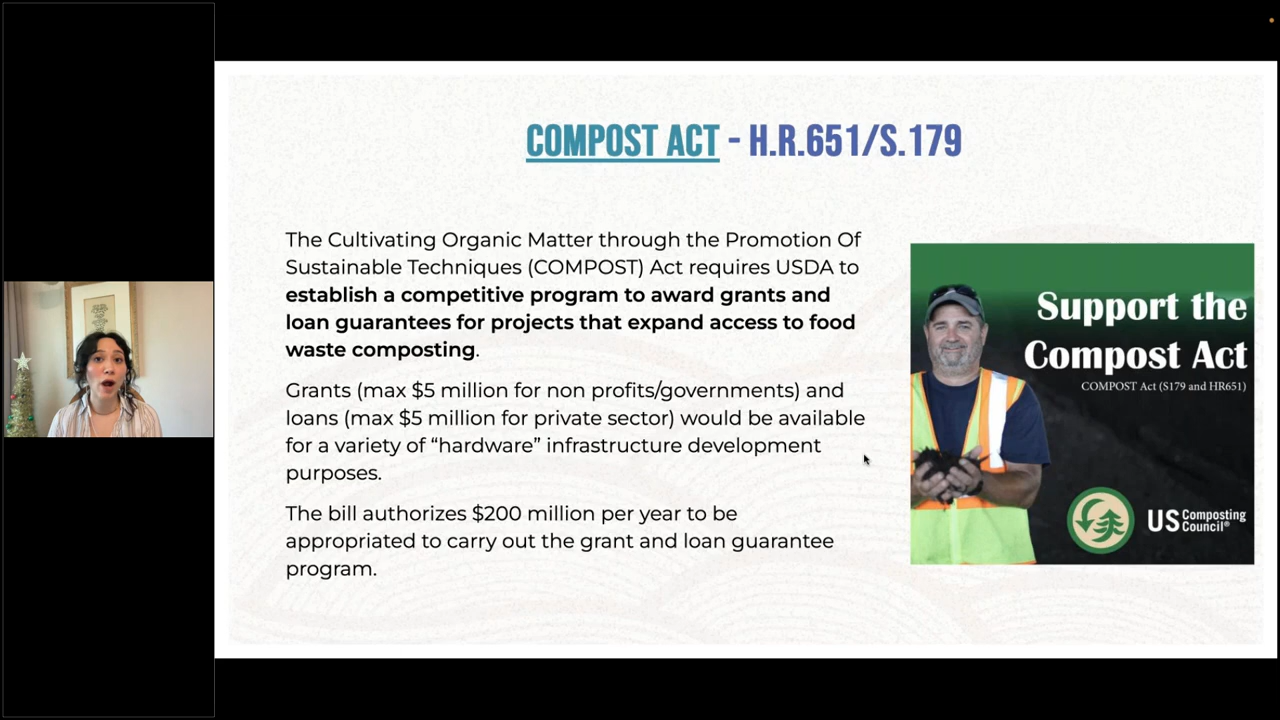 COMPOST ACT - H.R.651/S.179
The Cultivating Organic Matter through the Promotion Of
Sustainable Techniques (COMPOST) Act requires USDA to
establish a competitive program to award grants and
loan guarantees for projects that expand access to food
waste composting.
Grants (max $5 million for non profits/governments) and
loans (max $5 million for private sector) would be available
for a variety of “hardware” infrastructure development
purposes.
The bill authorizes $200 million per year to be
appropriated to carry out the grant and loan guarantee
program.
Support the
Compost Act
COMPOST Act (S179 and HR651)
US Composting
Council®